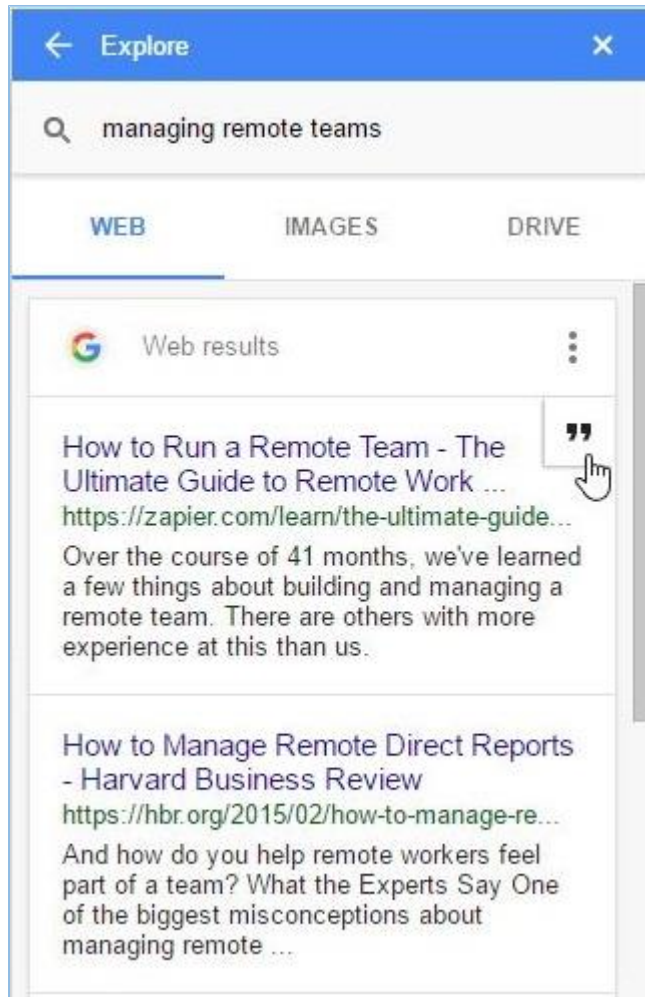 Explore
managing remote teams
WEB IMAGES DRIVE
Web results
How to Run a Remote Team - The
Ultimate Guide to Remote Work ...
https://zapier.com/learn/the-ultimate-guide...
Over the course of 41 months, we've learned
a few things about building and managing a
remote team. There are others with more
experience at this than us.
How to Manage Remote Direct Reports
- Harvard Business Review
https://hbr.org/2015/02/how-to-manage-re...
And how do you help remote workers feel
part of a team? What the Experts Say One
of the biggest misconceptions about
managing remote ...